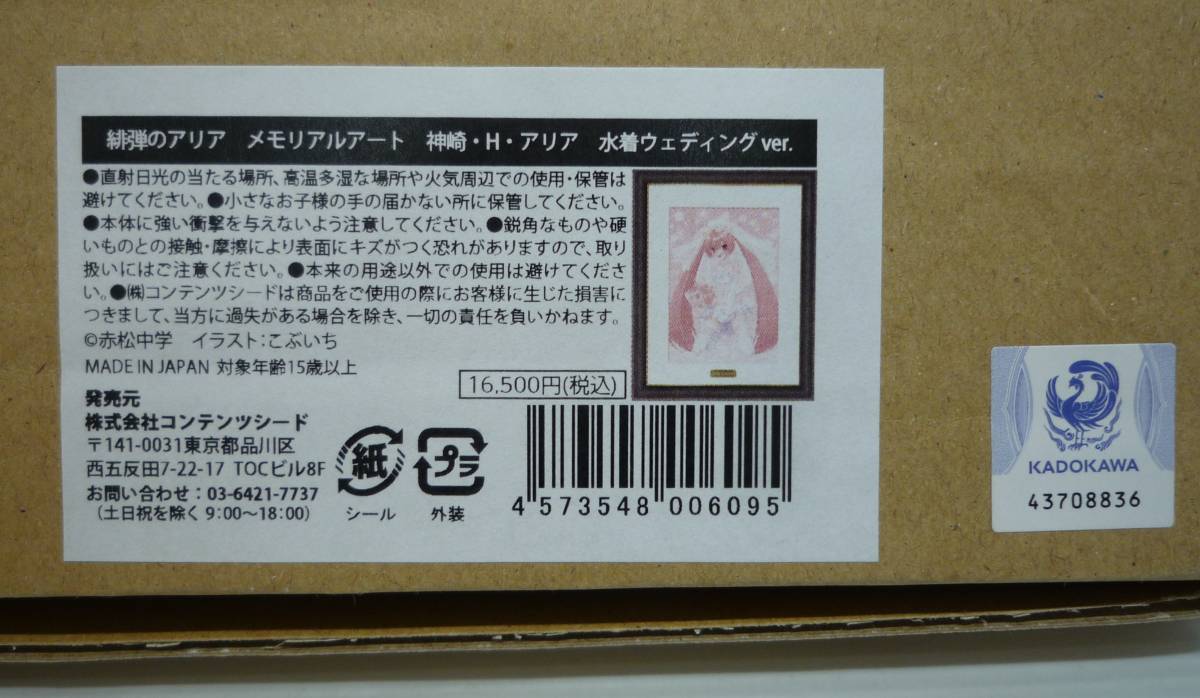 緋弾のアリア　メモリアルアート　神崎・H・アリア　水着ウェディングver.
●直射日光の当たる場所、高温多湿な場所や火気周辺での使用・保管は
避けてください。●小さなお子様の手の届かない所に保管してください。
●本体に強い衝撃を与えないよう注意してください。●鋭角なものや硬
いものとの接触・摩擦により表面にキズがつく恐れがありますので、取り
扱いにはご注意ください。●本来の用途以外での使用は避けてくださ
い。●㈱コンテンツシードは商品をご使用の際にお客様に生じた損害に
つきまして、当方に過失がある場合を除き、一切の責任を負いかねます。
©赤松中学　イラスト：こぶいち
MADE IN JAPAN 対象年齢15歳以上
16,500円(税込)
発売元
株式会社コンテンツシード
〒141-0031東京都品川区
西五反田7-22-17 TOCビル8F
お問い合わせ：03-6421-7737
（土日祝を除く 9:00～18:00）
紙
シール
プラ
外装
4 573548 006095
KADOKAWA
43708836